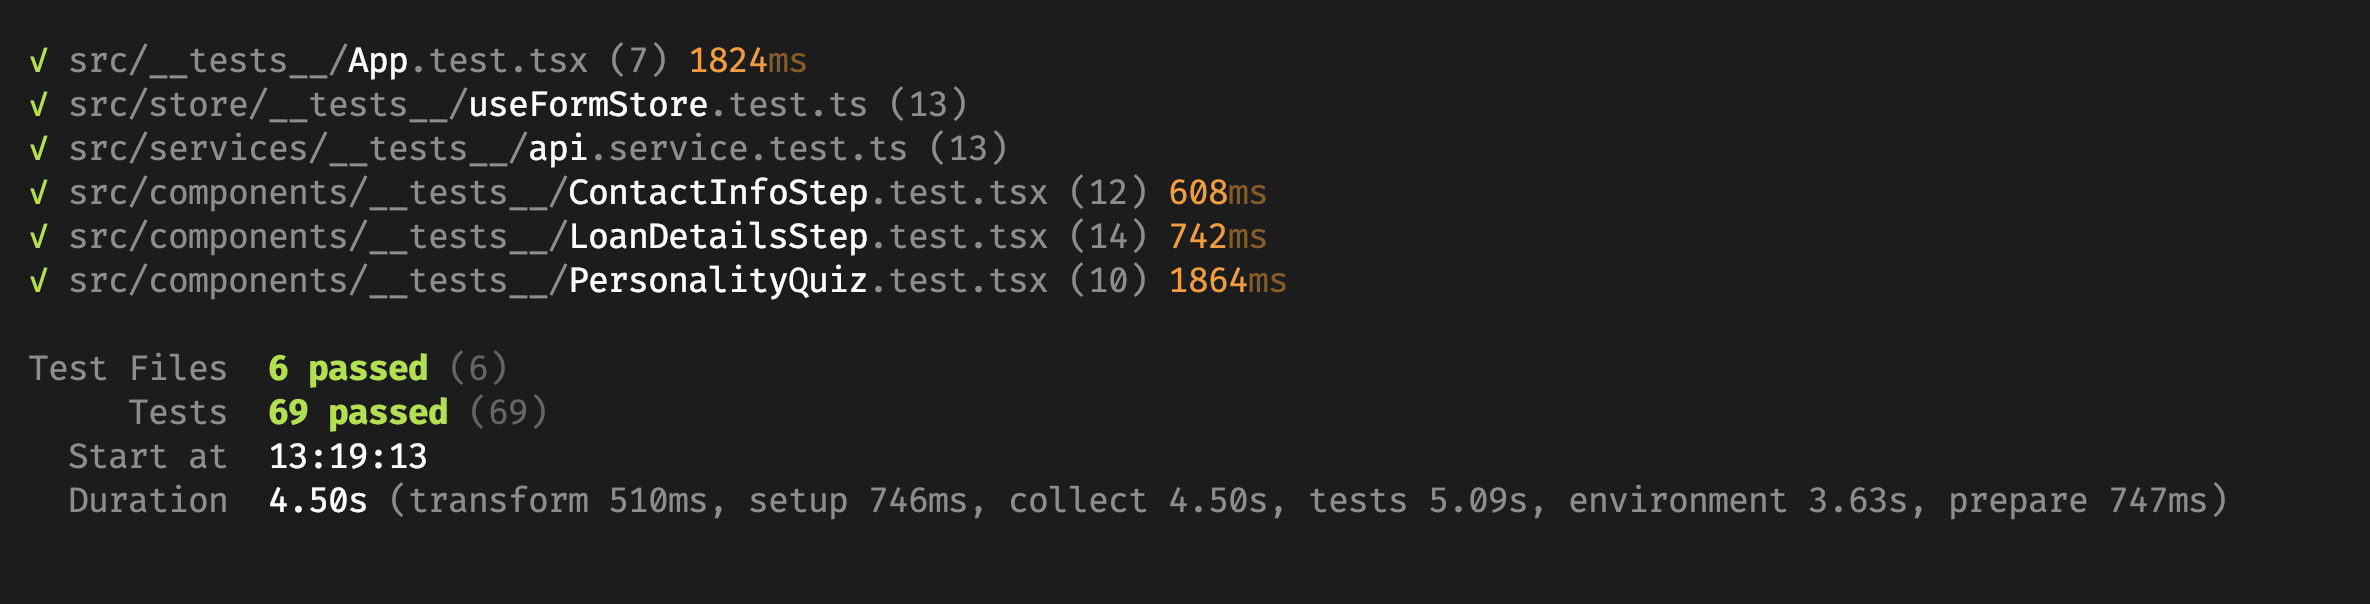 √ src/__tests__/App.test.tsx (7) 1824ms
√ src/store/__tests__/useFormStore.test.ts (13)
√ src/services/__tests__/api.service.test.ts (13)
√ src/components/__tests__/ContactInfoStep.test.tsx (12) 608ms
√ src/components/__tests__/LoanDetailsStep.test.tsx (14) 742ms
√ src/components/__tests__/PersonalityQuiz.test.tsx (10) 1864ms
Test Files  6 passed (6)
Tests  69 passed (69)
Start at  13:19:13
Duration  4.50s (transform 510ms, setup 746ms, collect 4.50s, tests 5.09s, environment 3.63s, prepare 747ms)